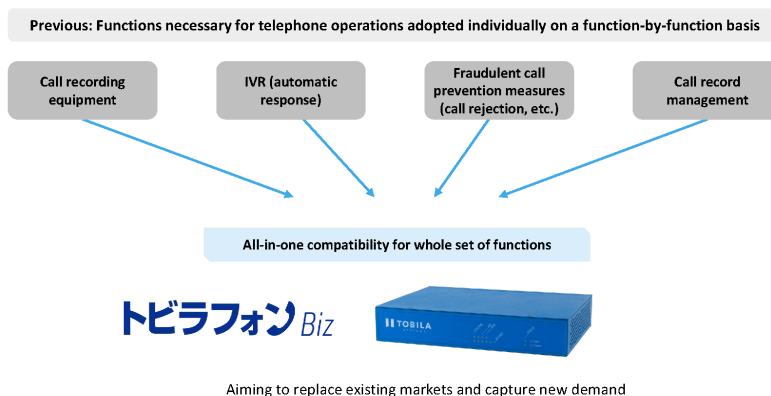 Previous: Functions necessary for telephone operations adopted individually on a function-by-function basis
Call recording
equipment
IVR (automatic
response)
Fraudulent call
prevention measures
(call rejection, etc.)
Call record
management
All-in-one compatibility for whole set of functions
トビラフォン Biz
TOBILA
Aiming to replace existing markets and capture new demand